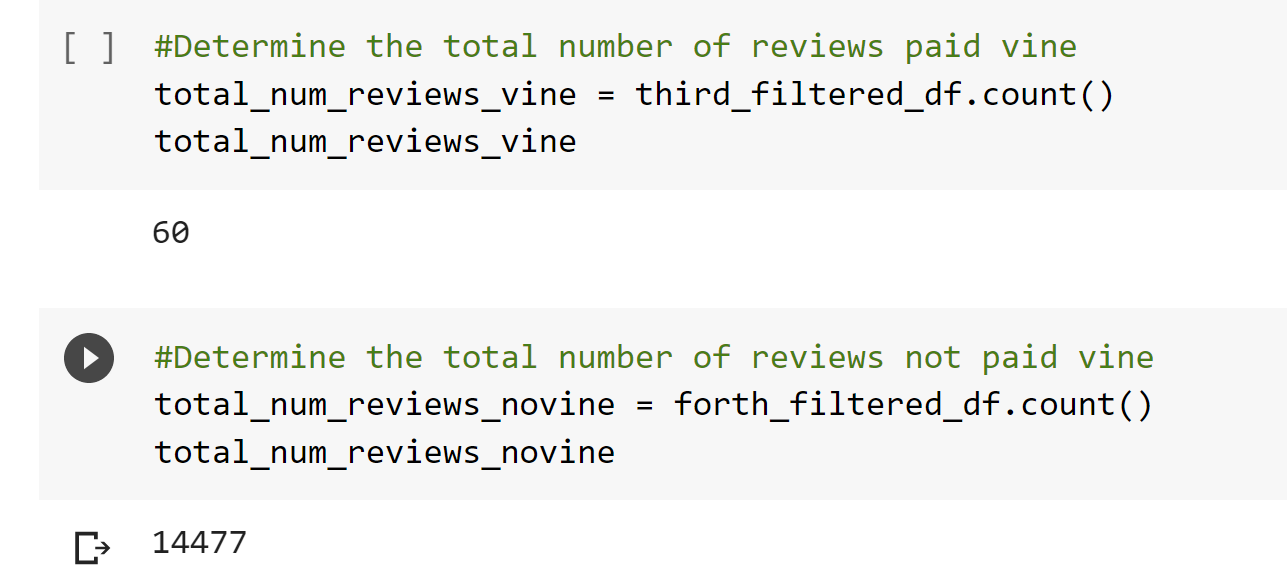 [ ] #Determine the total number of reviews paid vine
total_num_reviews_vine = third_filtered_df.count()
total_num_reviews_vine
60
#Determine the total number of reviews not paid vine
total_num_reviews_novine = forth_filtered_df.count()
total_num_reviews_novine
14477